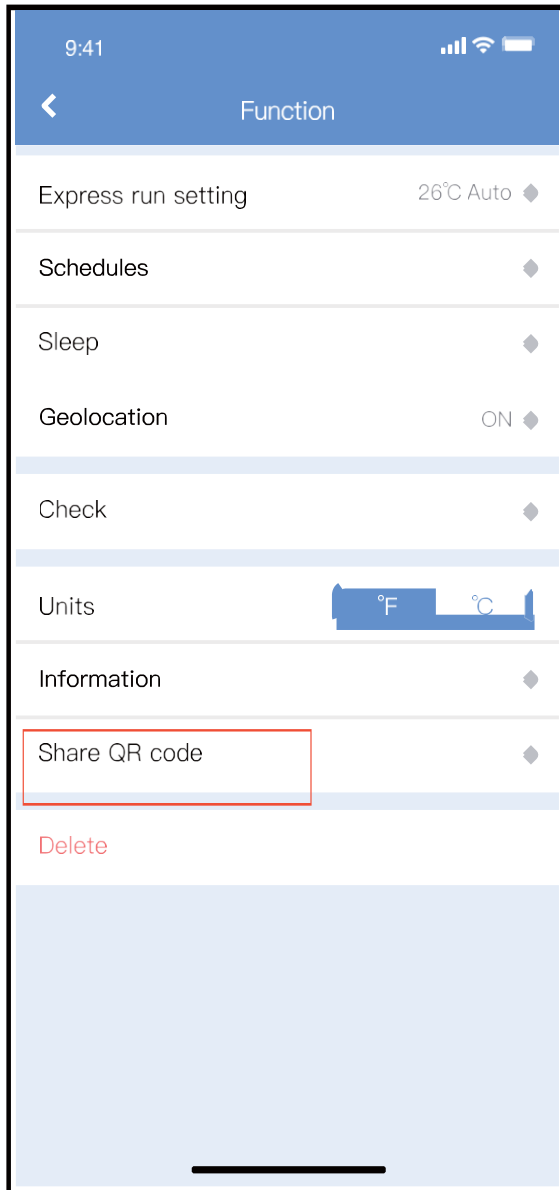 9:41
Function
Express run setting 26℃ Auto
Schedules
Sleep
Geolocation ON
Check
Units ℉ ℃
Information
Share QR code
Delete